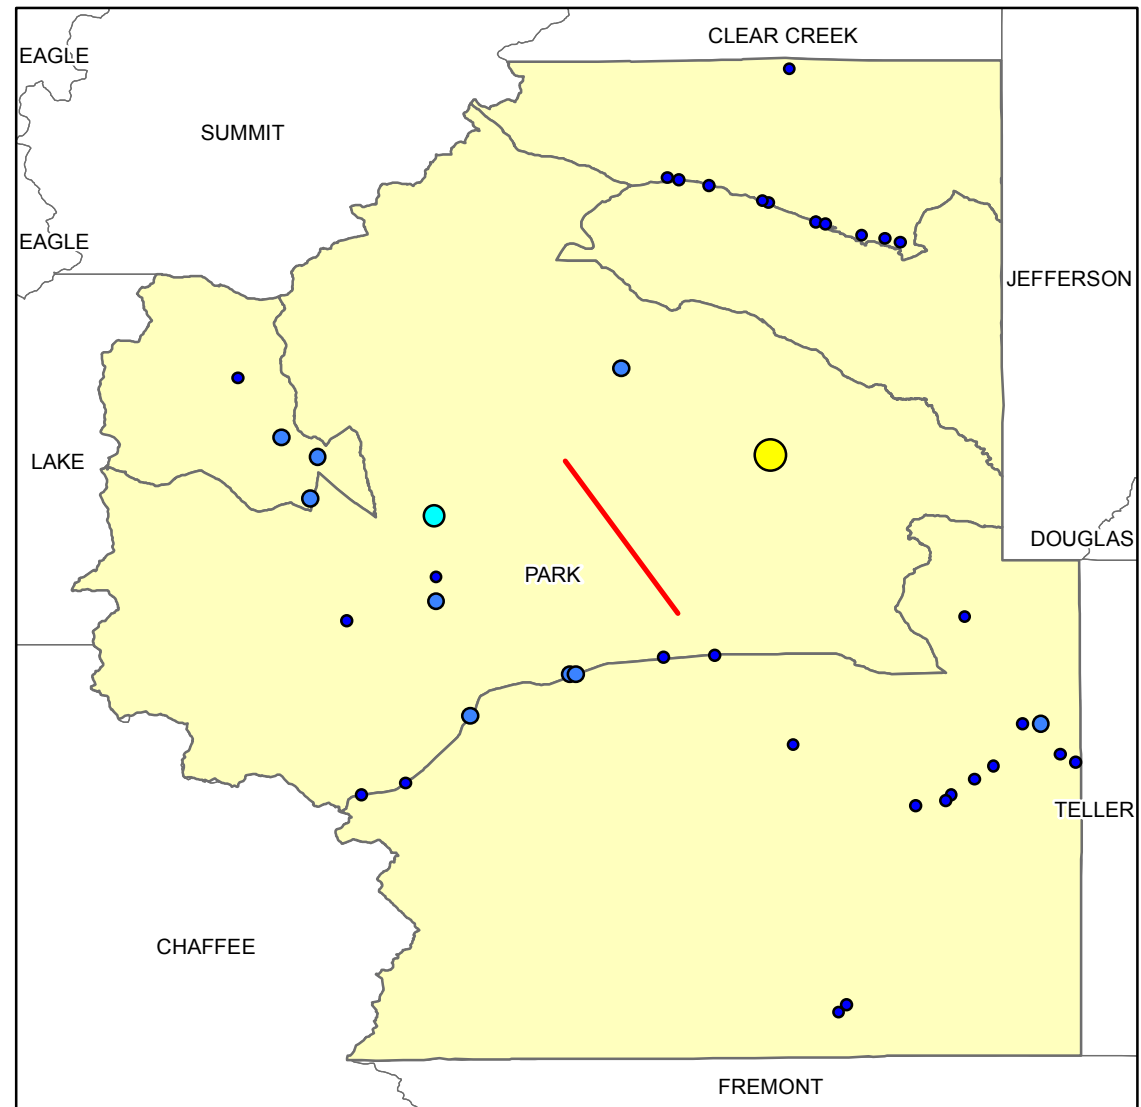 CLEAR CREEK
EAGLE
SUMMIT
EAGLE
JEFFERSON
LAKE
DOUGLAS
PARK
TELLER
CHAFFEE
FREMONT